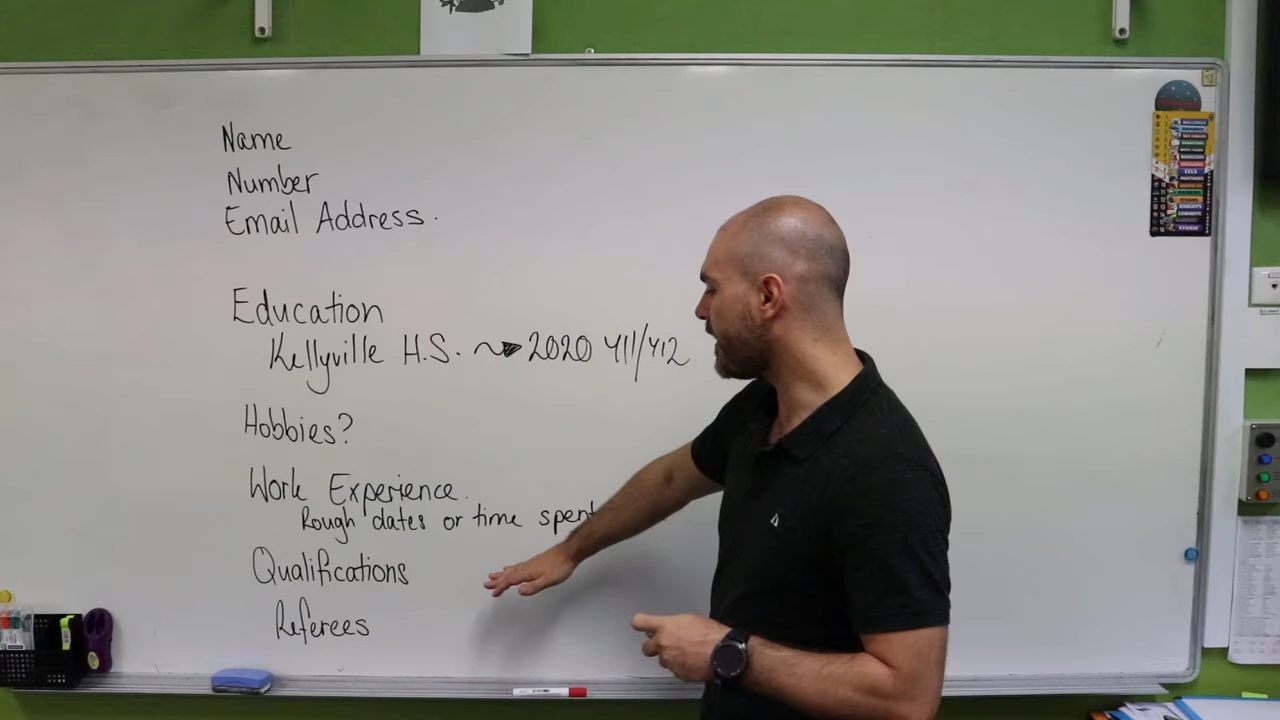 Name
Number
Email Address.
Education
Kellyville H.S. → 2020 Y11/Y12
Hobbies?
Work Experience.
Rough dates or time spent
Qualifications
Referees